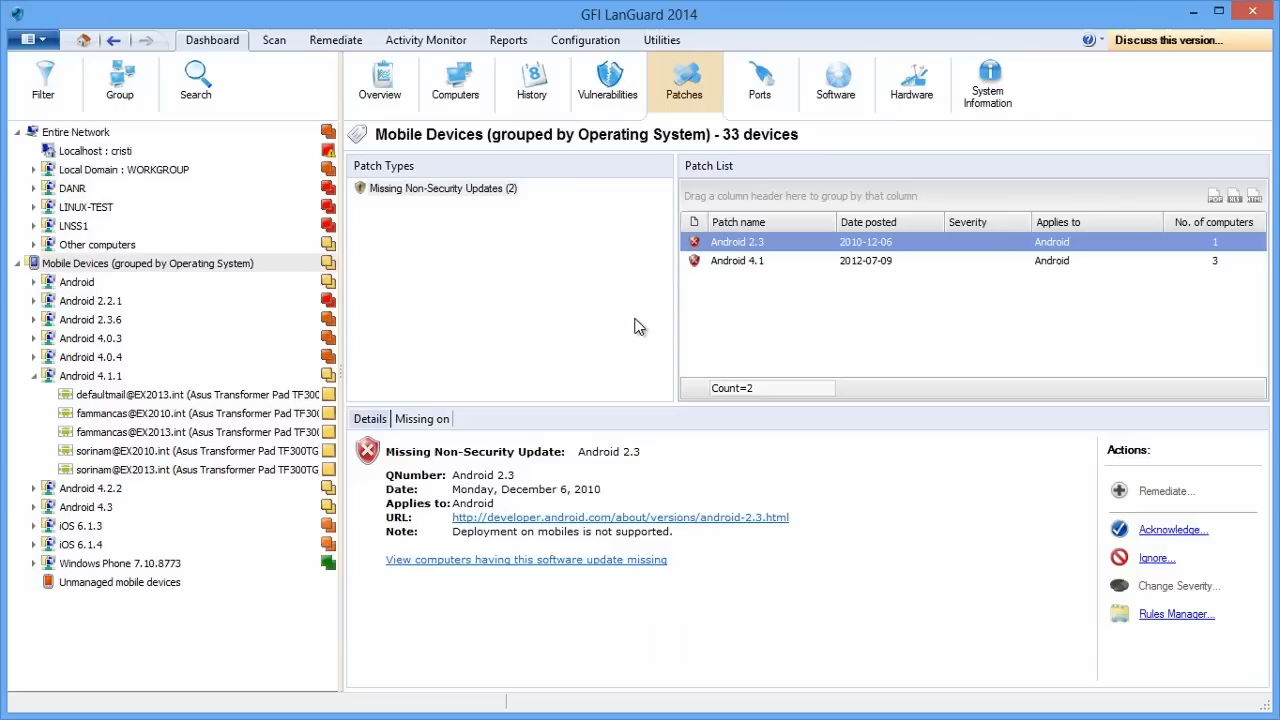 GFI LanGuard 2014
Dashboard Scan Remediate Activity Monitor Reports Configuration Utilities Discuss this version...
Filter Group Search Overview Computers History Vulnerabilities Patches Ports Software Hardware System Information
Entire Network
Localhost : cristi
Local Domain : WORKGROUP
DANR
LINUX-TEST
LNSS1
Other computers
Mobile Devices (grouped by Operating System)
Android
Android 2.2.1
Android 2.3.6
Android 4.0.3
Android 4.0.4
Android 4.1.1
defaultmail@EX2013.int (Asus Transformer Pad TF300
fammancas@EX2010.int (Asus Transformer Pad TF300
fammancas@EX2013.int (Asus Transformer Pad TF300
sorinam@EX2010.int (Asus Transformer Pad TF300TG
sorinam@EX2013.int (Asus Transformer Pad TF300TG
Android 4.2.2
Android 4.3
iOS 6.1.3
iOS 6.1.4
Windows Phone 7.10.8773
Unmanaged mobile devices
Mobile Devices (grouped by Operating System) - 33 devices
Patch Types
Missing Non-Security Updates (2)
Patch List
Drag a column header here to group by that column
Patch name Date posted Severity Applies to No. of computers
Android 2.3 2010-12-06 Android 1
Android 4.1 2012-07-09 Android 3
Count=2
Details Missing on
Missing Non-Security Update: Android 2.3
QNumber: Android 2.3
Date: Monday, December 6, 2010
Applies to: Android
URL: http://developer.android.com/about/versions/android-2.3.html
Note: Deployment on mobiles is not supported.
View computers having this software update missing
Actions:
Remediate...
Acknowledge...
Ignore...
Change Severity...
Rules Manager...